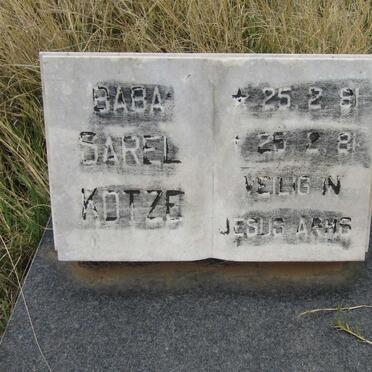 BABA
SAREL
KOTZE
* 25 2 81
† 25 2 81
VEILIG IN
JESUS ARMS